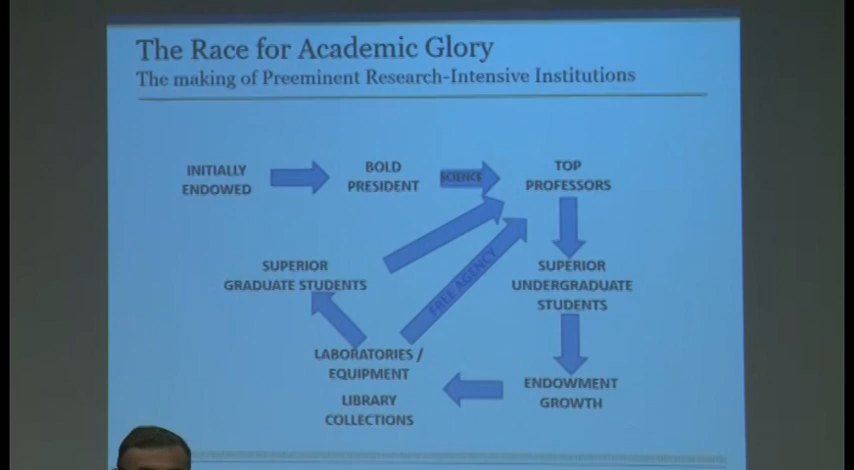 The Race for Academic Glory
The making of Preeminent Research-Intensive Institutions
INITIALLY
ENDOWED
BOLD
PRESIDENT
SCIENCE
TOP
PROFESSORS
SUPERIOR
GRADUATE STUDENTS
FREE AGENCY
SUPERIOR
UNDERGRADUATE
STUDENTS
LABORATORIES /
EQUIPMENT
LIBRARY
COLLECTIONS
ENDOWMENT
GROWTH